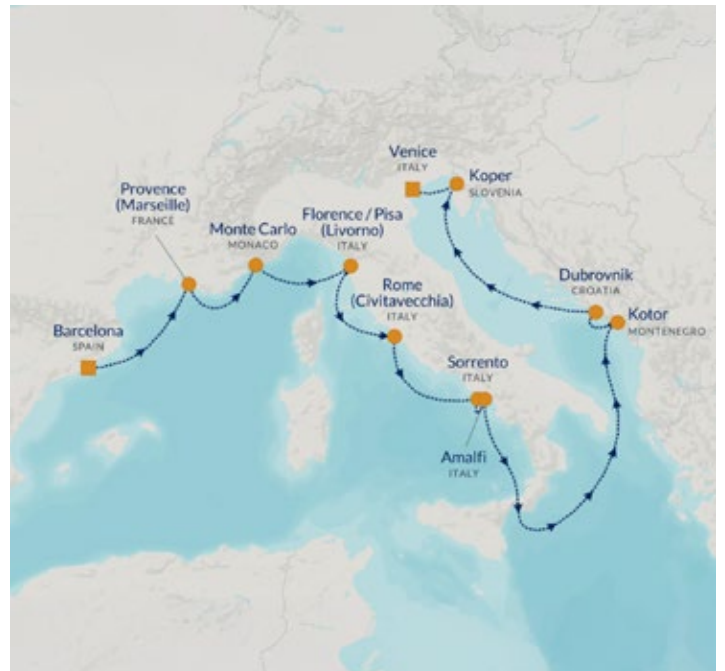 Venice
ITALY
Koper
SLOVENIA
Provence
(Marseille)
FRANCE
Monte Carlo
MONACO
Florence / Pisa
(Livorno)
ITALY
Rome
(Civitavecchia)
ITALY
Dubrovnik
CROATIA
Kotor
MONTENEGRO
Barcelona
SPAIN
Sorrento
ITALY
Amalfi
ITALY